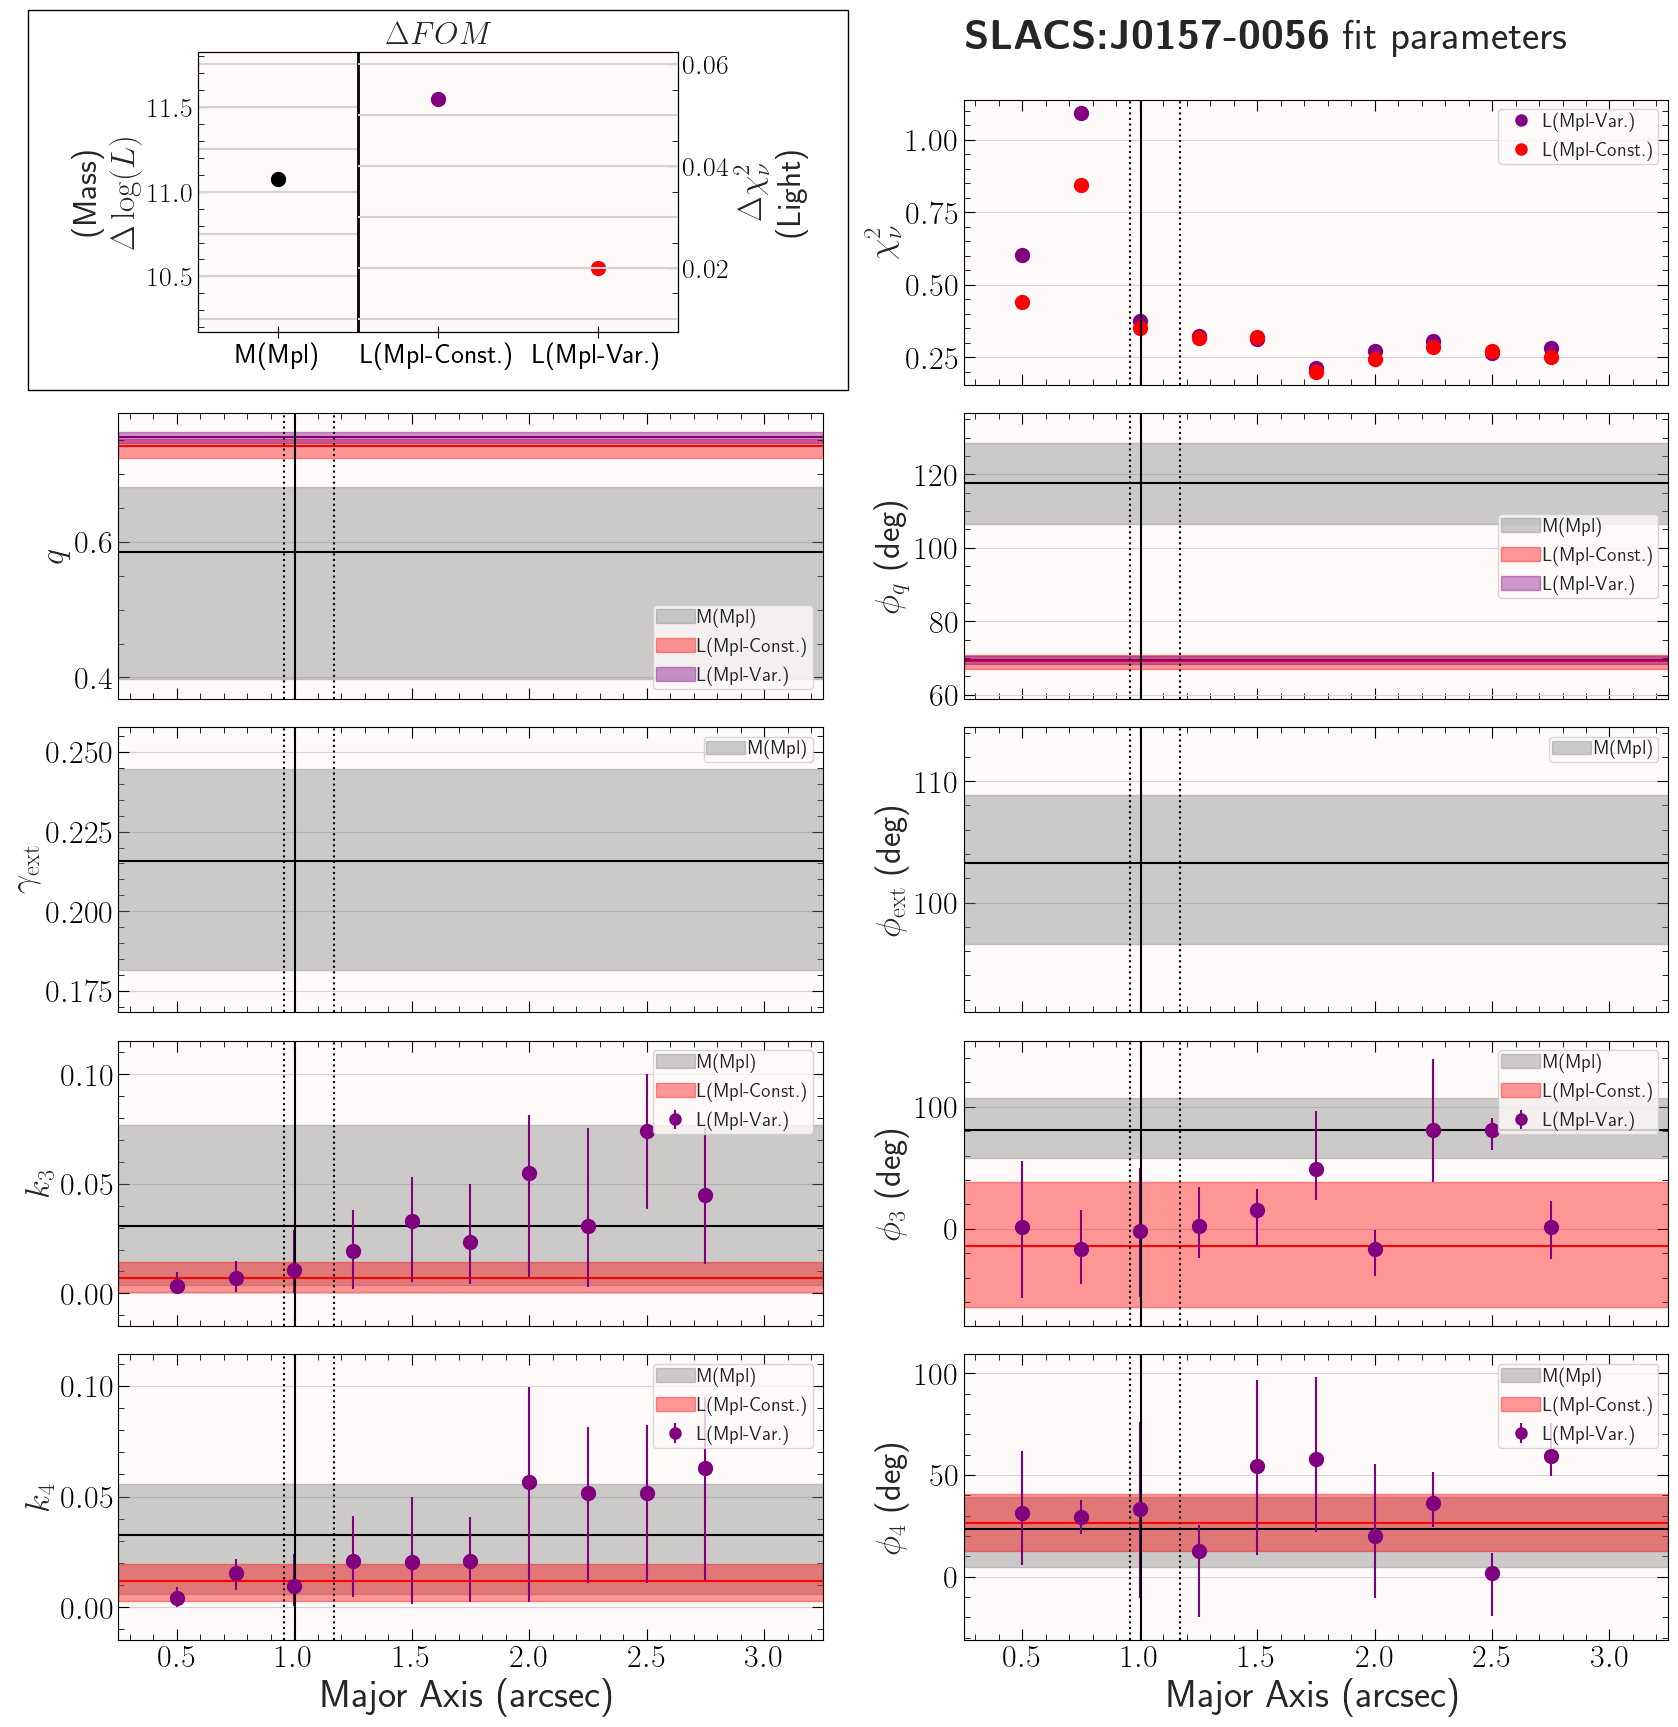 ΔFOM
SLACS:J0157-0056 fit parameters
(Mass)
Δ log(L)
11.5
11.0
10.5
0.06
0.04
0.02
Δχ²ᵥ
(Light)
M(Mpl) L(Mpl-Const.) L(Mpl-Var.)
χ²ᵥ
1.00
0.75
0.50
0.25
L(Mpl-Var.)
L(Mpl-Const.)
q
0.6
0.4
M(Mpl)
L(Mpl-Const.)
L(Mpl-Var.)
ϕq (deg)
120
100
80
60
M(Mpl)
L(Mpl-Const.)
L(Mpl-Var.)
γext
0.250
0.225
0.200
0.175
M(Mpl)
ϕext (deg)
110
100
M(Mpl)
k3
0.10
0.05
0.00
M(Mpl)
L(Mpl-Const.)
L(Mpl-Var.)
ϕ3 (deg)
100
0
M(Mpl)
L(Mpl-Const.)
L(Mpl-Var.)
k4
0.10
0.05
0.00
M(Mpl)
L(Mpl-Const.)
L(Mpl-Var.)
0.5 1.0 1.5 2.0 2.5 3.0
Major Axis (arcsec)
ϕ4 (deg)
100
50
0
M(Mpl)
L(Mpl-Const.)
L(Mpl-Var.)
0.5 1.0 1.5 2.0 2.5 3.0
Major Axis (arcsec)